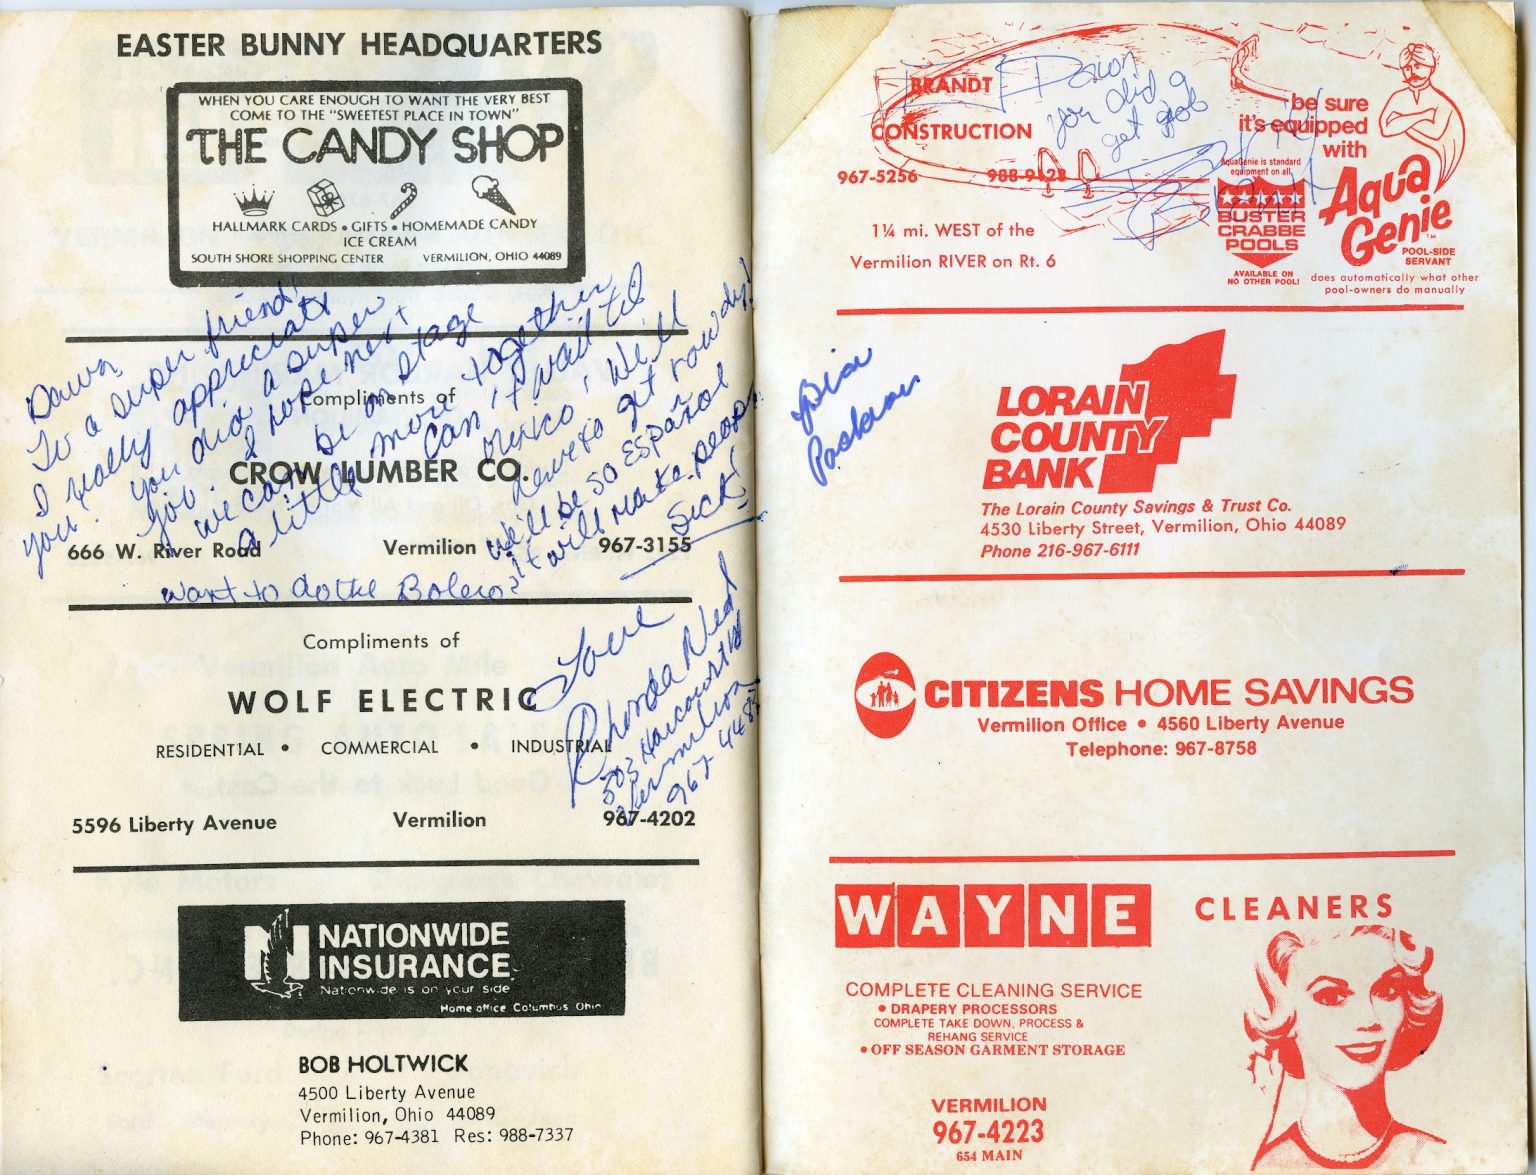 EASTER BUNNY HEADQUARTERS
WHEN YOU CARE ENOUGH TO WANT THE VERY BEST
COME TO THE "SWEETEST PLACE IN TOWN"
THE CANDY SHOP
HALLMARK CARDS • GIFTS • HOMEMADE CANDY
ICE CREAM
SOUTH SHORE SHOPPING CENTER VERMILION, OHIO 44089
Dawn,
To a super friend!
I really appreciate
you! You did a super
job. I hope next
we can be on stage
a little more together
Can't wait til
Mexico! We'll
have to get rowdy!
We'll be so Español
it will make people
sick!
Want to do the Bolero?
Love
Rhonda Ned
503 Harcourt Rd
Vermilion
967-448
Compliments of
CROW LUMBER CO.
666 W. River Road Vermilion 967-3155
Compliments of
WOLF ELECTRIC
RESIDENTIAL • COMMERCIAL • INDUSTRIAL
5596 Liberty Avenue Vermilion 967-4202
N NATIONWIDE
INSURANCE
Nationwide is on your side
Home office: Columbus, Ohio
BOB HOLTWICK
4500 Liberty Avenue
Vermilion, Ohio 44089
Phone: 967-4381 Res: 988-7337
BRANDT
CONSTRUCTION
967-5256 988-9128
1¼ mi. WEST of the
Vermilion RIVER on Rt. 6
Dawn
you did a
get job
be sure
it's equipped
with
Aqua
Genie TM
POOL-SIDE
SERVANT
AquaGenie is standard
equipment on all
BUSTER
CRABBE
POOLS
AVAILABLE ON
NO OTHER POOL!
does automatically what other
pool-owners do manually
LORAIN
COUNTY
BANK
The Lorain County Savings & Trust Co.
4530 Liberty Street, Vermilion, Ohio 44089
Phone 216-967-6111
CITIZENS HOME SAVINGS
Vermilion Office • 4560 Liberty Avenue
Telephone: 967-8758
WAYNE CLEANERS
COMPLETE CLEANING SERVICE
• DRAPERY PROCESSORS
COMPLETE TAKE DOWN, PROCESS &
REHANG SERVICE
• OFF SEASON GARMENT STORAGE
VERMILION
967-4223
654 MAIN